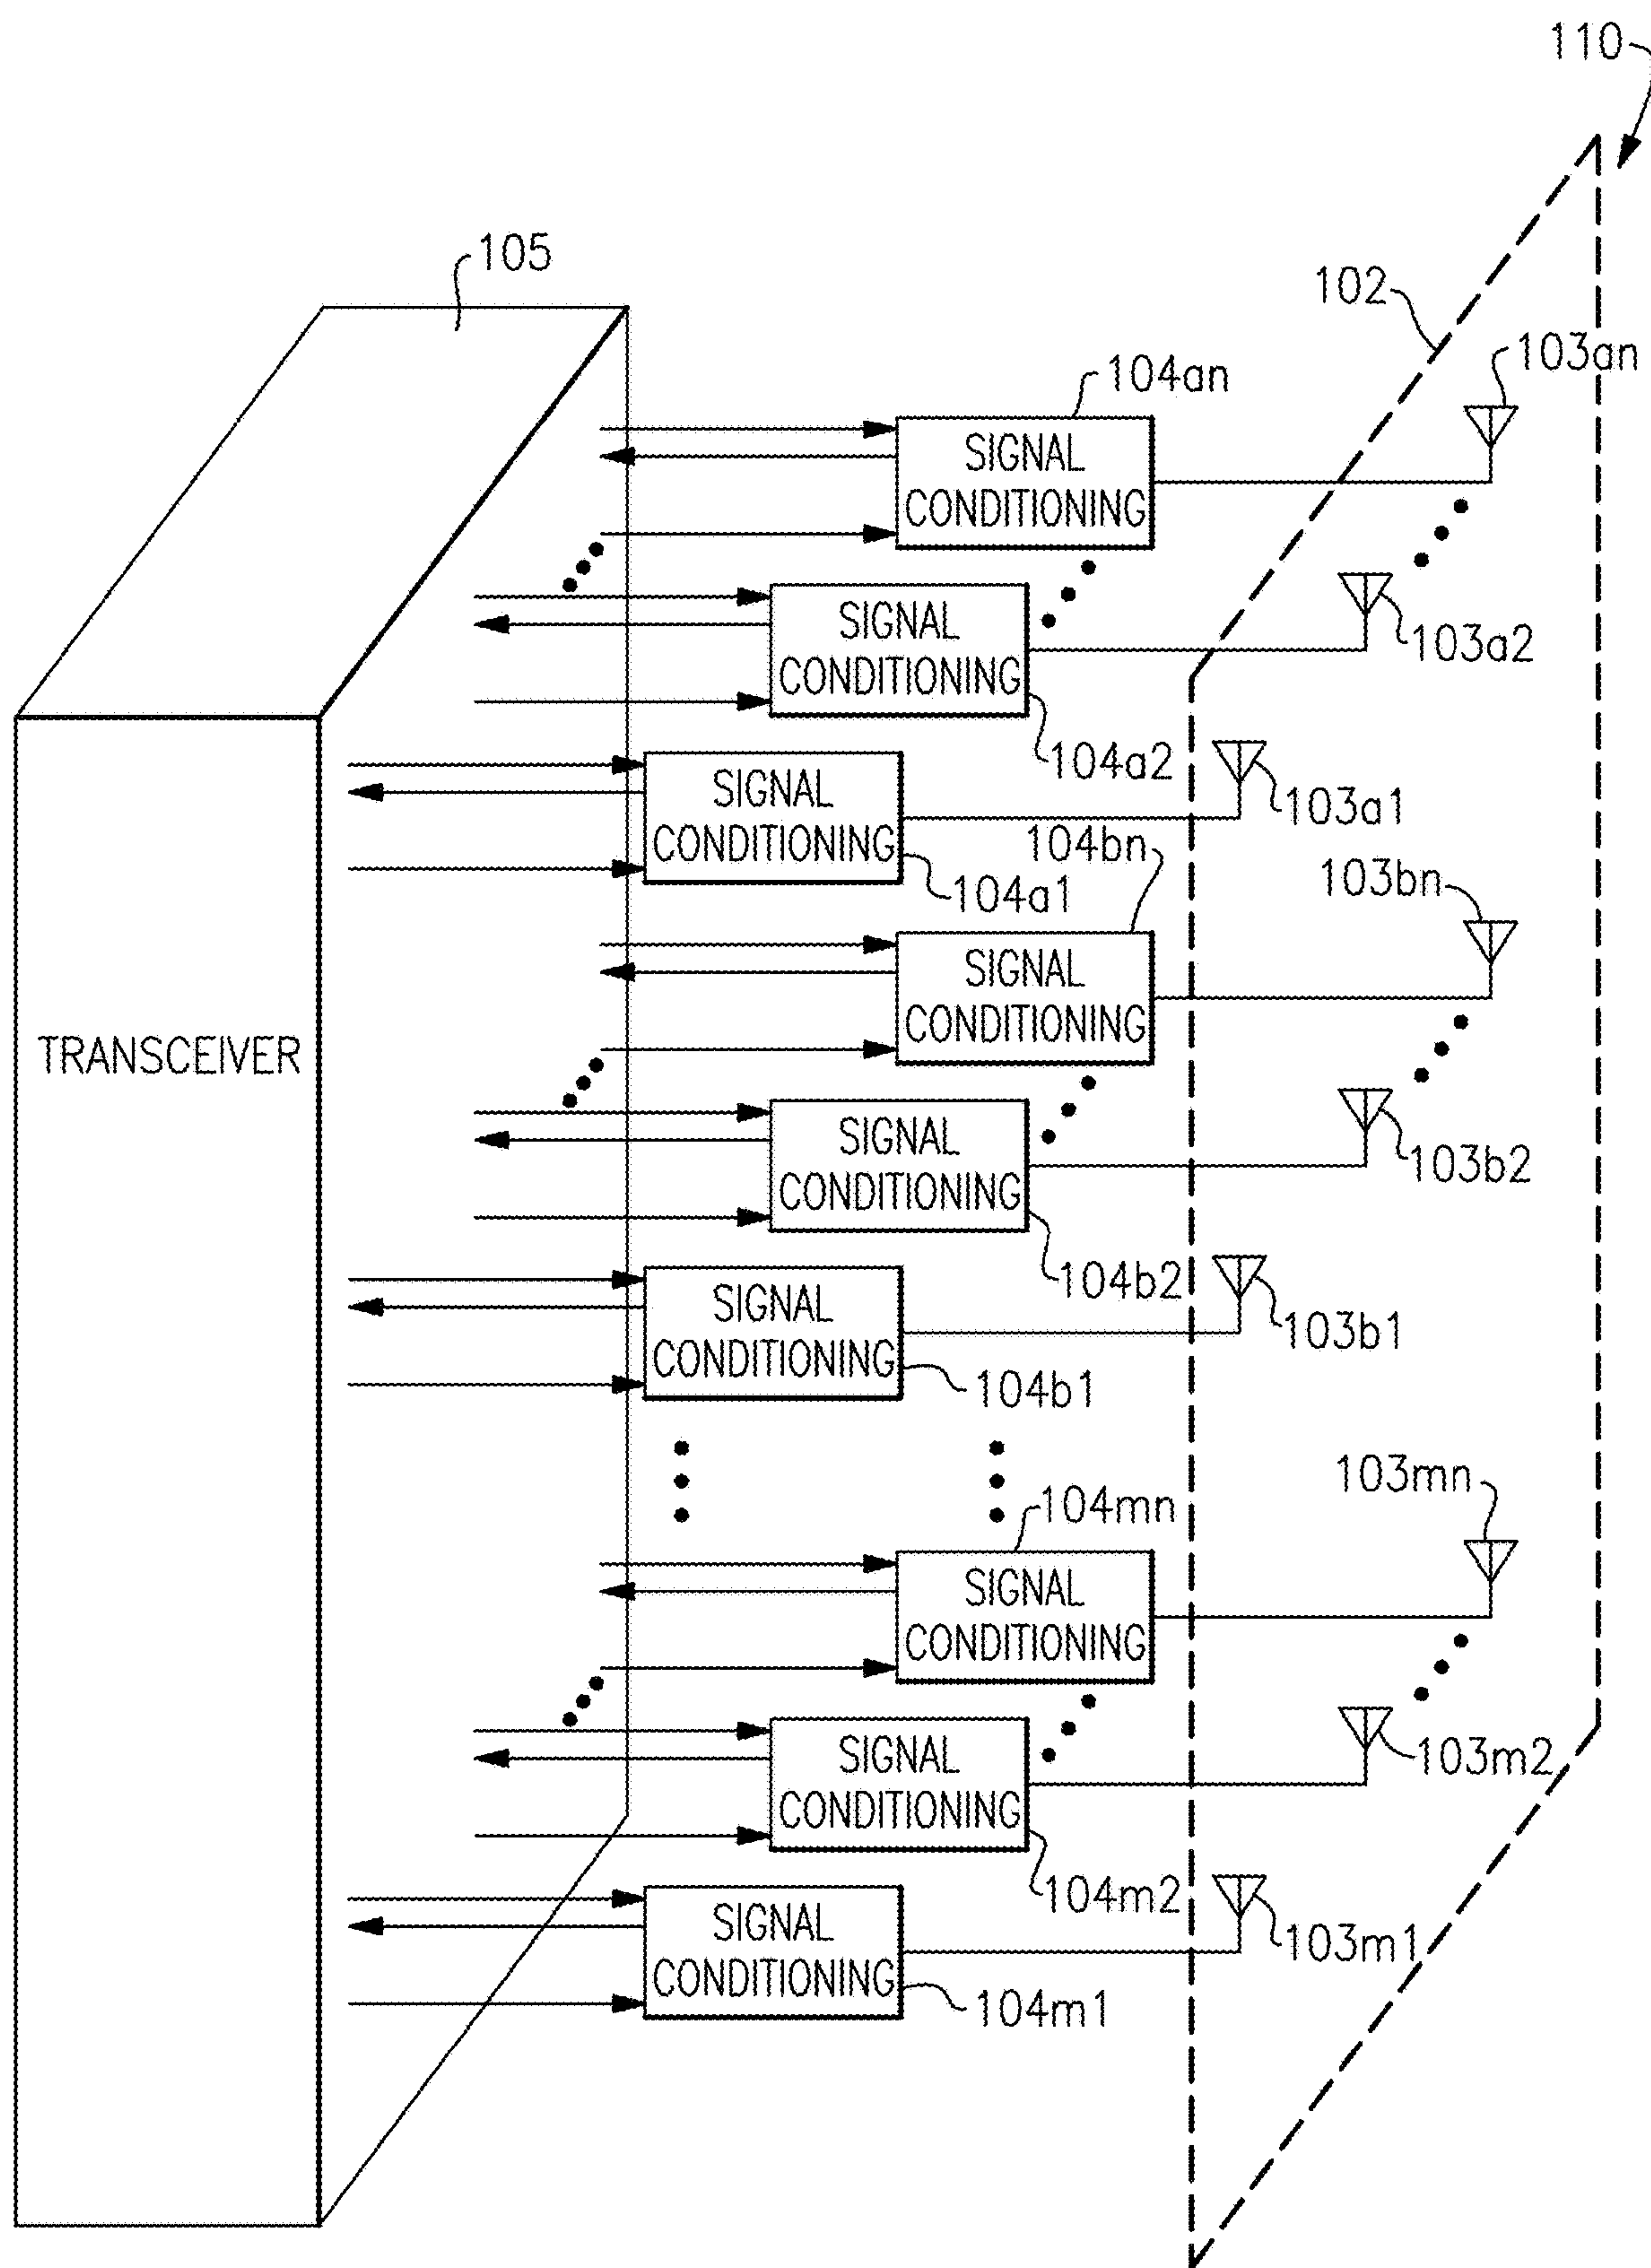 110
105
102
103an
104an
SIGNAL
CONDITIONING
SIGNAL
CONDITIONING
103a2
104a2
SIGNAL
CONDITIONING
103a1
104bn
104a1
103bn
SIGNAL
CONDITIONING
TRANSCEIVER
SIGNAL
CONDITIONING
103b2
104b2
SIGNAL
CONDITIONING
103b1
104b1
103mn
104mn
SIGNAL
CONDITIONING
SIGNAL
CONDITIONING
103m2
104m2
SIGNAL
CONDITIONING
103m1
104m1